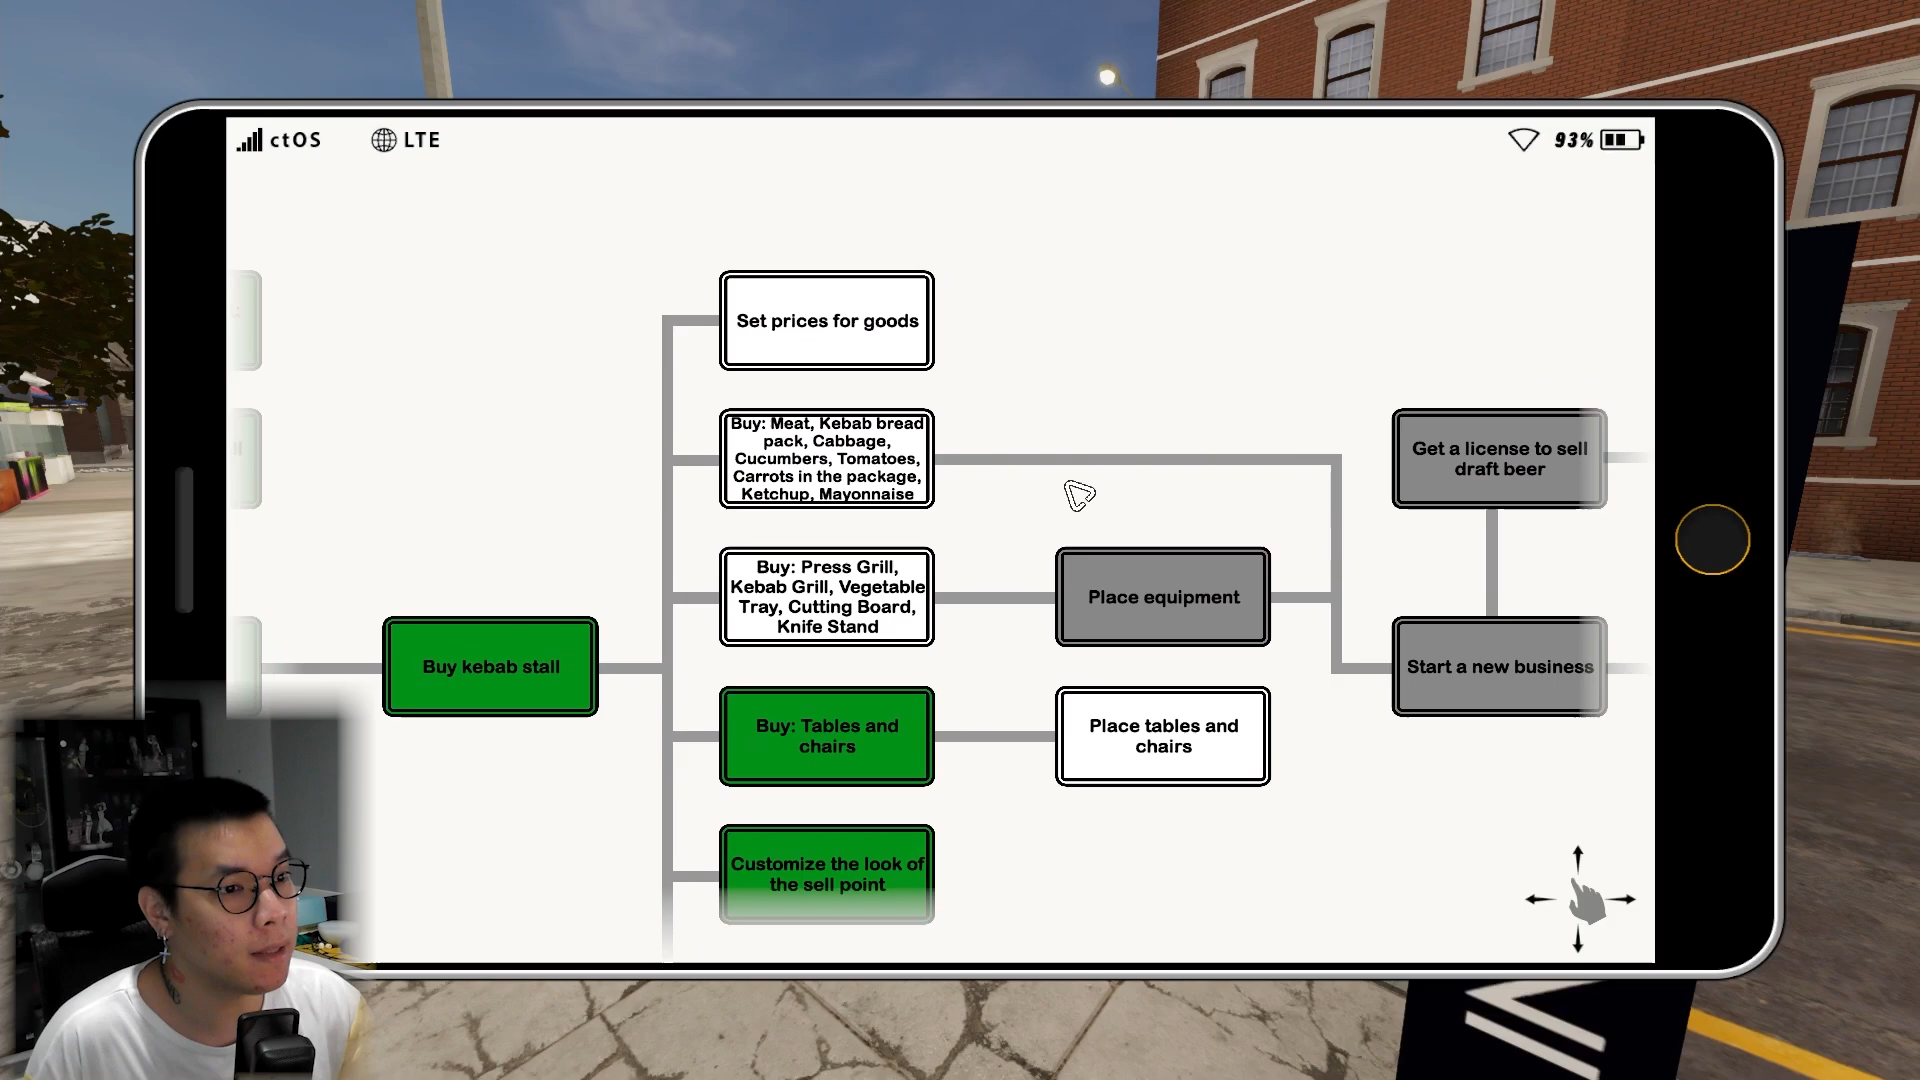 ctOS LTE 93%
Set prices for goods
Buy: Meat, Kebab bread
pack, Cabbage,
Cucumbers, Tomatoes,
Carrots in the package,
Ketchup, Mayonnaise
Get a license to sell
draft beer
Buy: Press Grill,
Kebab Grill, Vegetable
Tray, Cutting Board,
Knife Stand
Place equipment
Buy kebab stall
Start a new business
Buy: Tables and
chairs
Place tables and
chairs
Customize the look of
the sell point